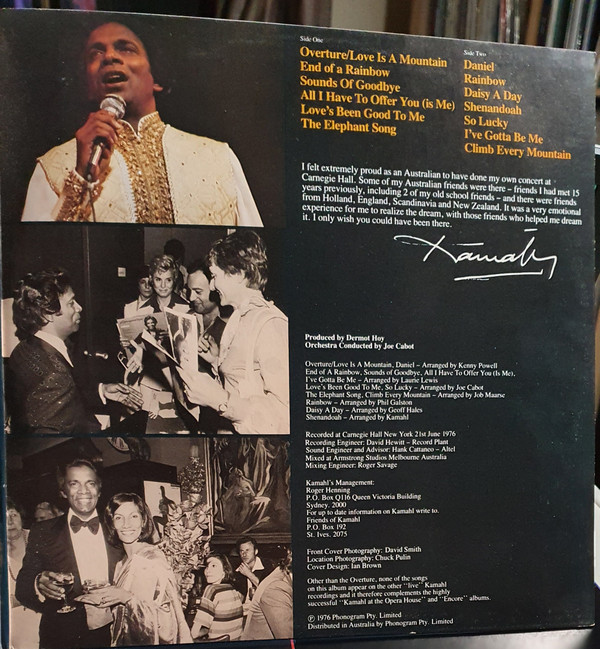 Side One
Overture/Love Is A Mountain
End of a Rainbow
Sounds Of Goodbye
All I Have To Offer You (is Me)
Love's Been Good To Me
The Elephant Song
Side Two
Daniel
Rainbow
Daisy A Day
Shenandoah
So Lucky
I've Gotta Be Me
Climb Every Mountain
I felt extremely proud as an Australian to have done my own concert at
Carnegie Hall. Some of my Australian friends were there – friends I had met 15
years previously, including 2 of my old school friends – and there were friends
from Holland, England, Scandinavia and New Zealand. It was a very emotional
experience for me to realize the dream, with those friends who helped me dream
it. I only wish you could have been there.
Kamahl
Produced by Dermot Hoy
Orchestra Conducted by Joe Cabot
Overture/Love Is A Mountain, Daniel – Arranged by Kenny Powell
End of A Rainbow, Sounds of Goodbye, All I Have To Offer You (Is Me),
I've Gotta Be Me – Arranged by Laurie Lewis
Love's Been Good To Me, So Lucky – Arranged by Joe Cabot
The Elephant Song, Climb Every Mountain – Arranged by Job Maarse
Rainbow – Arranged by Phil Galston
Daisy A Day – Arranged by Geoff Hales
Shenandoah – Arranged by Kamahl
Recorded at Carnegie Hall New York 21st June 1976
Recording Engineer: David Hewitt – Record Plant
Sound Engineer and Advisor: Hank Cattaneo – Altel
Mixed at Armstrong Studios Melbourne Australia
Mixing Engineer: Roger Savage
Kamahl's Management:
Roger Henning
P.O. Box Q116 Queen Victoria Building
Sydney. 2000
For up to date information on Kamahl write to.
Friends of Kamahl
P.O. Box 192
St. Ives. 2075
Front Cover Photography: David Smith
Location Photography: Chuck Pulin
Cover Design: Ian Brown
Other than the Overture, none of the songs
on this album appear on the other "live" Kamahl
recordings and it therefore complements the highly
successful "Kamahl at the Opera House" and "Encore" albums.
℗ 1976 Phonogram Pty. Limited
Distributed in Australia by Phonogram Pty. Limited